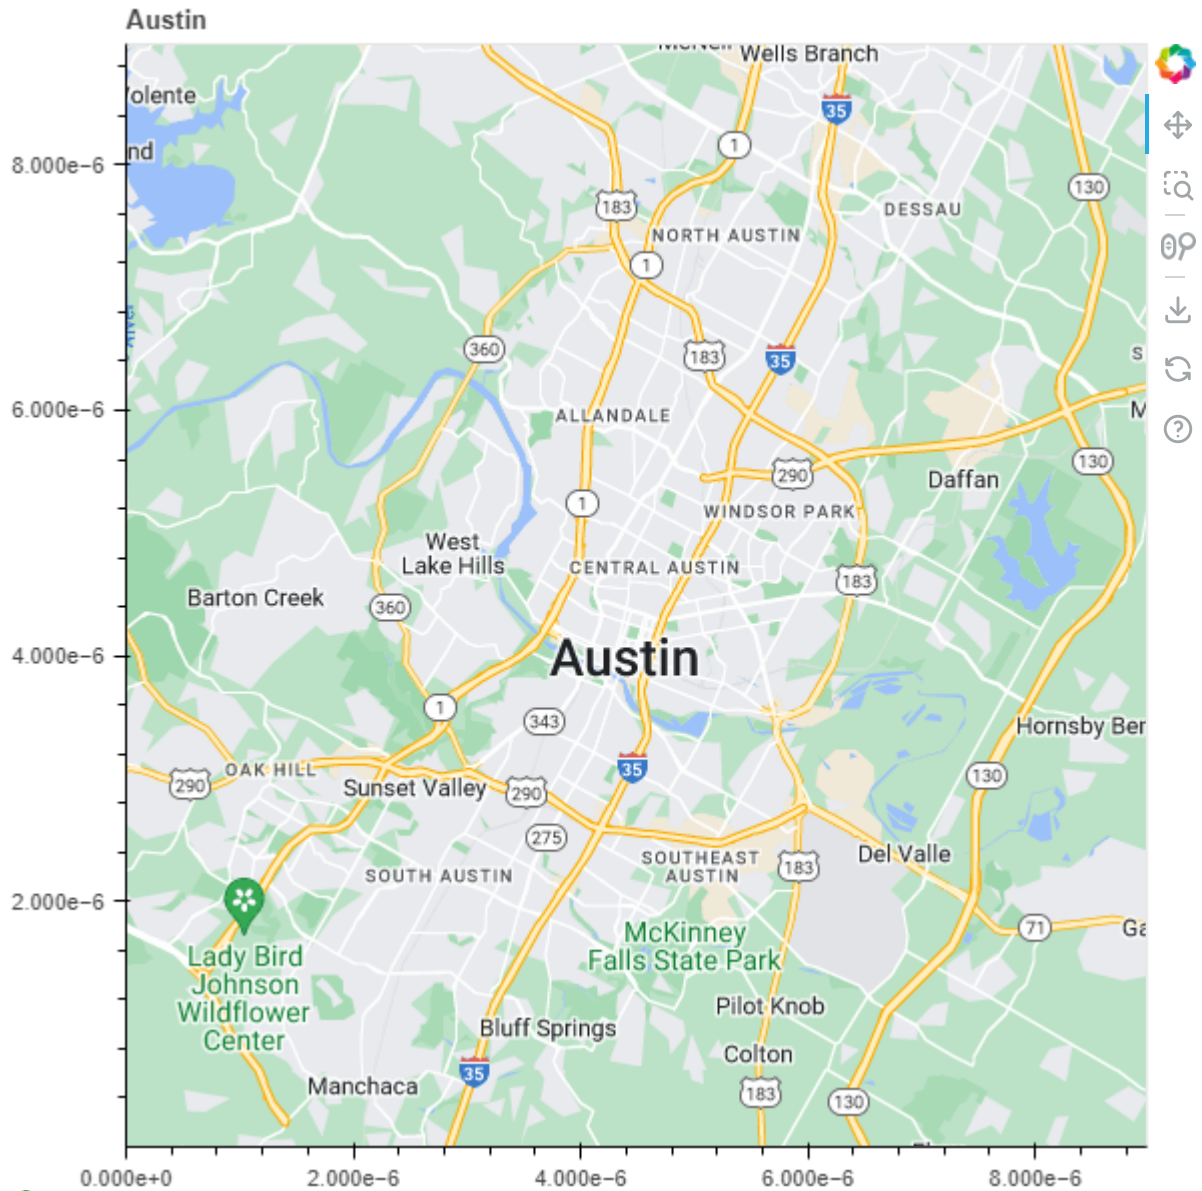 Austin
McNeil
Wells Branch
Volente
35
nd
1
8.000e-6
130
183
DESSAU
NORTH AUSTIN
1
360
183
35
S
6.000e-6
ALLANDALE
M
130
290
Daffan
1
WINDSOR PARK
West
Lake Hills
CENTRAL AUSTIN
183
Barton Creek
360
4.000e-6
Austin
1
343
Hornsby Ber
35
OAK HILL
130
290
Sunset Valley
290
275
SOUTHEAST
AUSTIN
Del Valle
183
SOUTH AUSTIN
2.000e-6
71
Ga
McKinney
Falls State Park
Lady Bird
Johnson
Wildflower
Center
Pilot Knob
Bluff Springs
Colton
35
Manchaca
183
130
0.000e+0
2.000e-6
4.000e-6
6.000e-6
8.000e-6